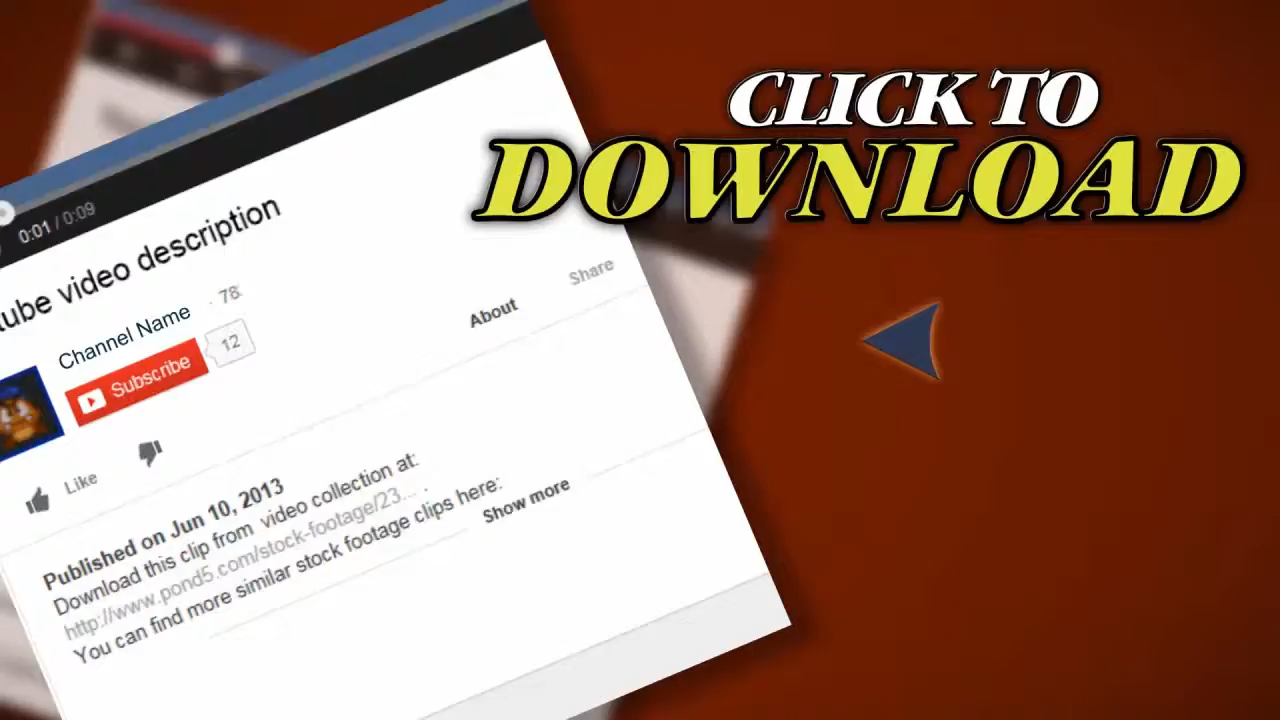 CLICK TO
DOWNLOAD
0:01 / 0:09
tube video description
Channel Name
78
Subscribe
12
About
Share
Like
Published on Jun 10, 2013
Download this clip from video collection at:
http://www.pond5.com/stock-footage/23...
You can find more similar stock footage clips here:
Show more